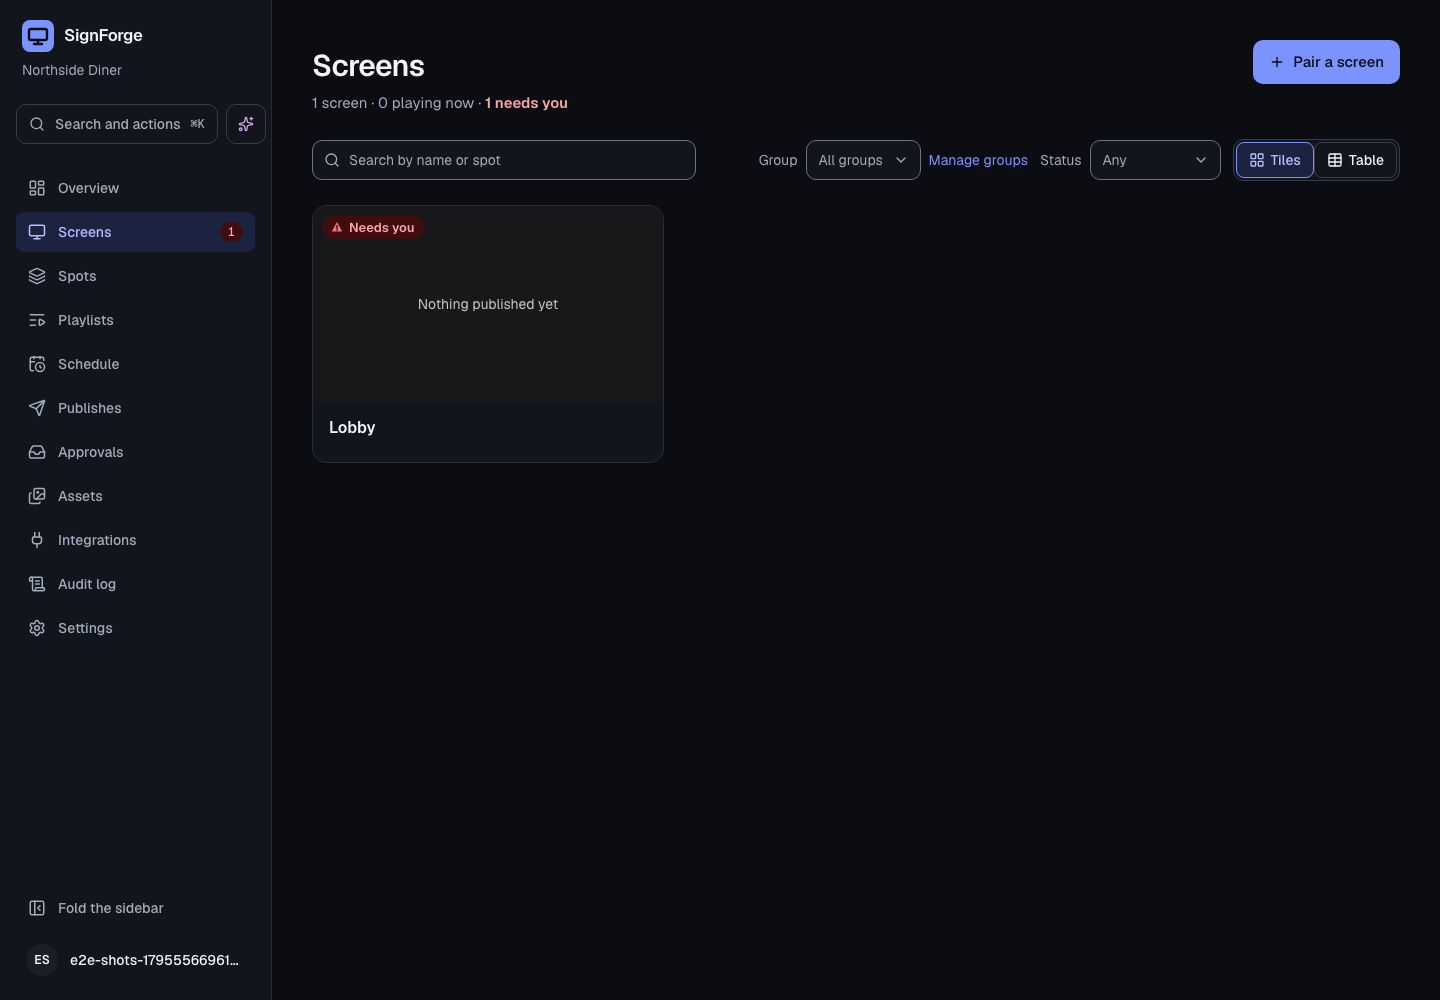 SignForge
Northside Diner
Search and actions ⌘K
Overview
Screens 1
Spots
Playlists
Schedule
Publishes
Approvals
Assets
Integrations
Audit log
Settings
Fold the sidebar
ES e2e-shots-17955566961...
Screens
Pair a screen
1 screen · 0 playing now · 1 needs you
Search by name or spot
Group All groups Manage groups Status Any Tiles Table
Needs you
Nothing published yet
Lobby